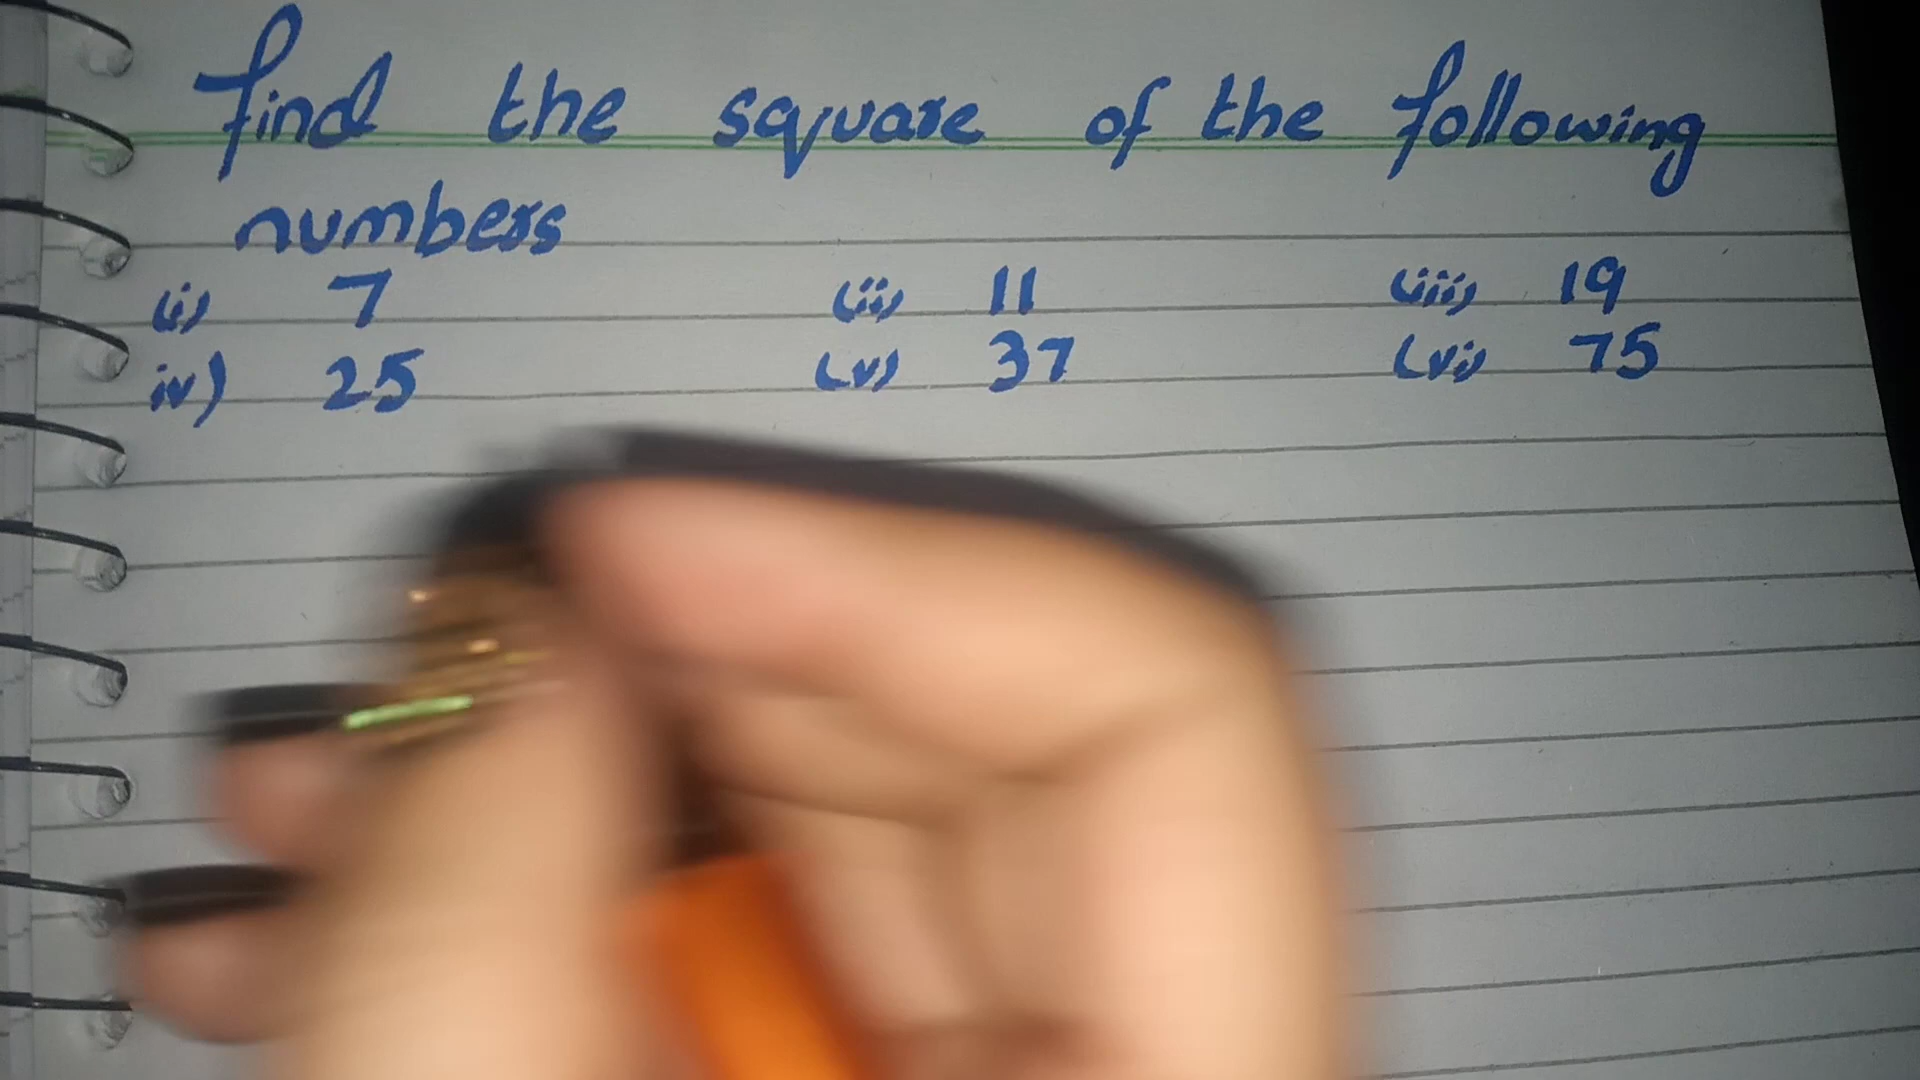 find the square of the following
numbers
(i) 7 (ii) 11 (iii) 19
iv) 25 (v) 37 (vi) 75